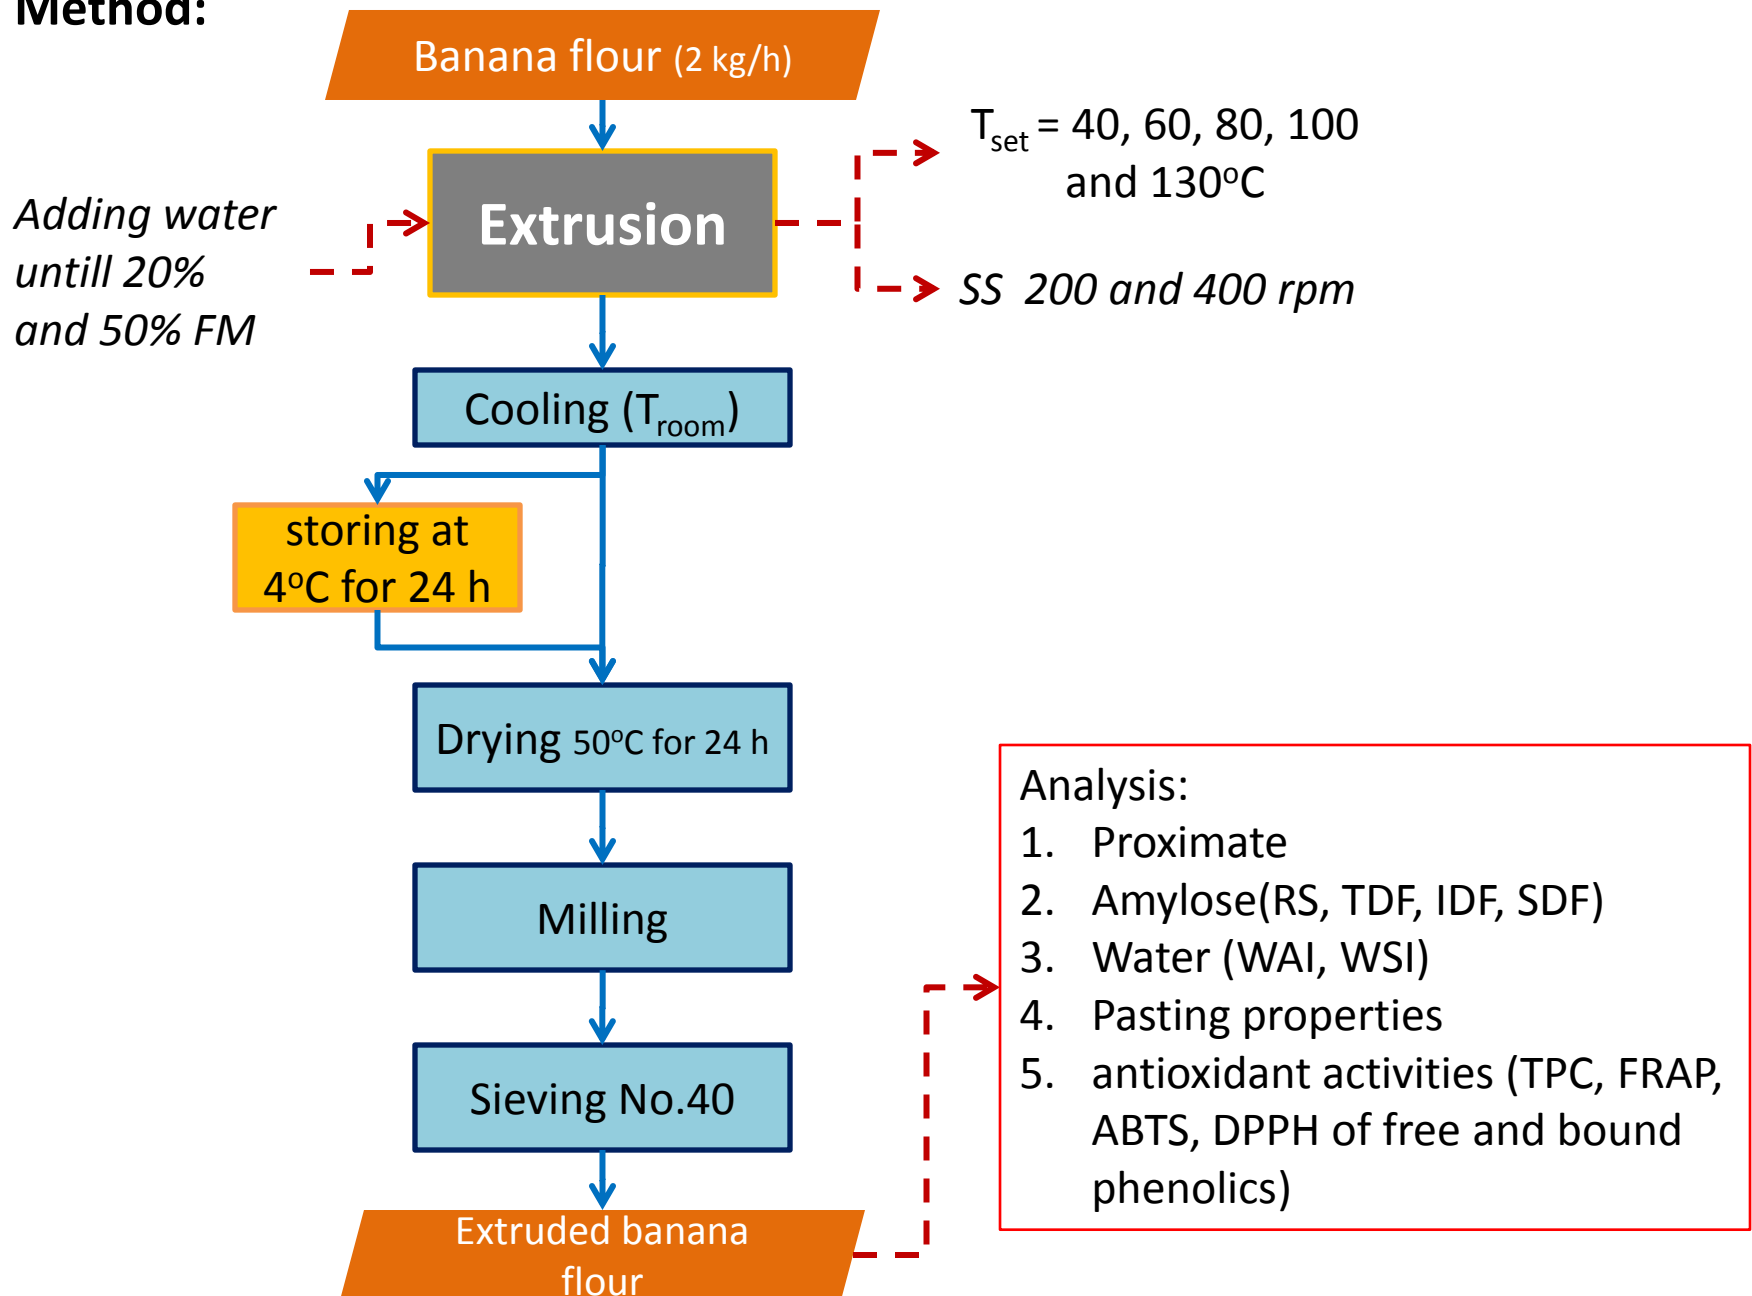 Method:
Banana flour (2 kg/h)
Tset = 40, 60, 80, 100
and 130°C
Adding water
untill 20%
and 50% FM
Extrusion
SS 200 and 400 rpm
Cooling (Troom)
storing at
4°C for 24 h
Drying 50°C for 24 h
Milling
Sieving No.40
Extruded banana
flour
Analysis:
1. Proximate
2. Amylose(RS, TDF, IDF, SDF)
3. Water (WAI, WSI)
4. Pasting properties
5. antioxidant activities (TPC, FRAP,
ABTS, DPPH of free and bound
phenolics)